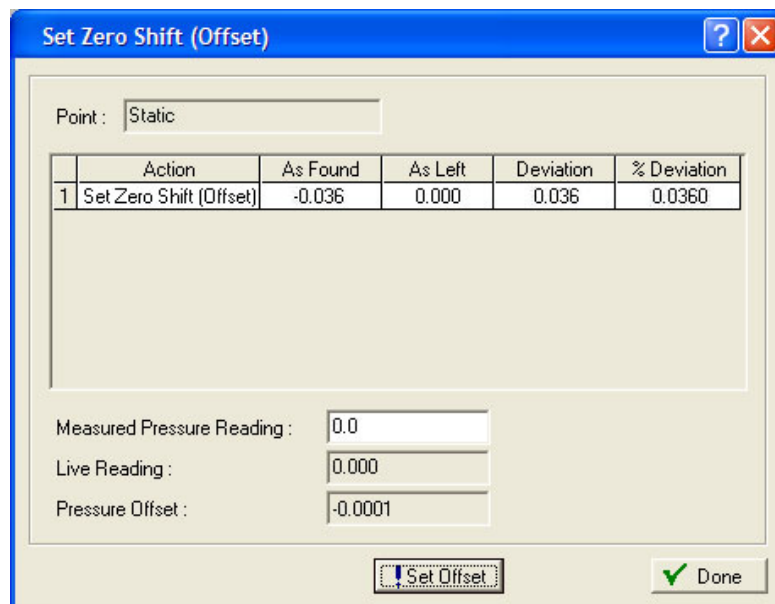 Set Zero Shift (Offset)
Point : Static
Action As Found As Left Deviation % Deviation
1 Set Zero Shift (Offset) -0.036 0.000 0.036 0.0360
Measured Pressure Reading : 0.0
Live Reading : 0.000
Pressure Offset : -0.0001
Set Offset Done